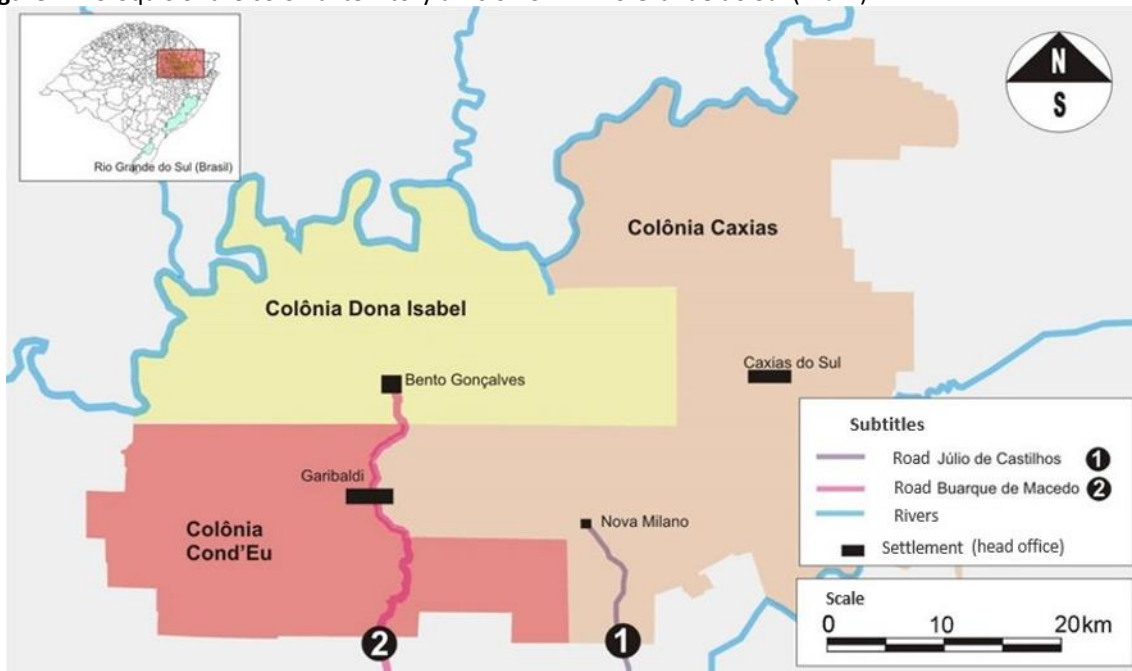 Rio Grande do Sul (Brasil)
N
S
Colônia Caxias
Colônia Dona Isabel
Caxias do Sul
Bento Gonçalves
Garibaldi
Nova Milano
Colônia
Cond'Eu
2
1
Subtitles
Road Júlio de Castilhos 1
Road Buarque de Macedo 2
Rivers
Settlement (head office)
Scale
0 10 20km